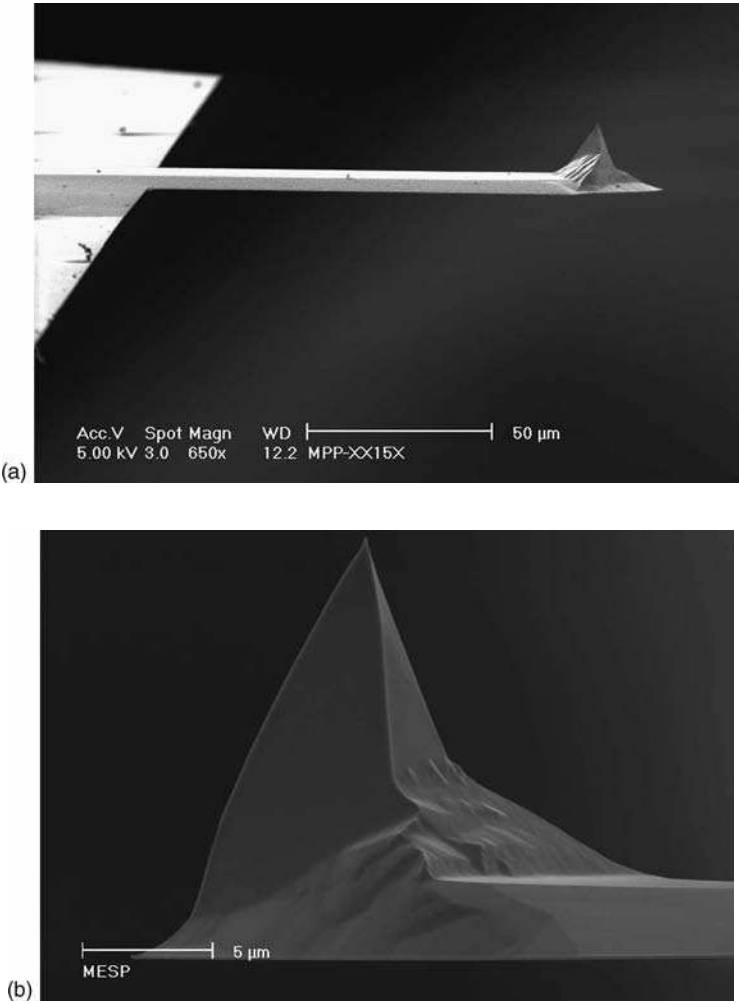 Acc.V Spot Magn WD 50 µm
5.00 kV 3.0 650x 12.2 MPP-XX15X
(a)
5 µm
MESP
(b)